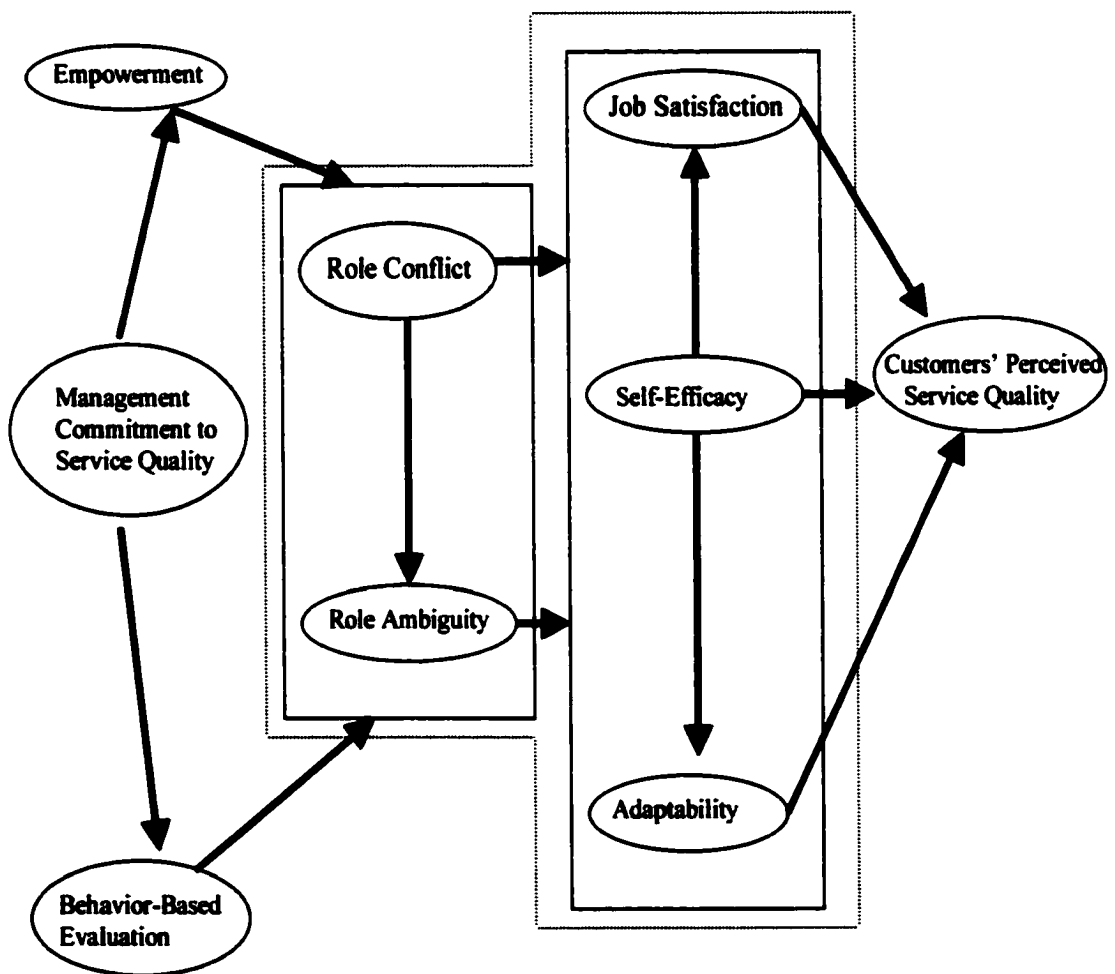 Empowerment
Job Satisfaction
Role Conflict
Management
Commitment to
Service Quality
Self-Efficacy
Customers' Perceived
Service Quality
Role Ambiguity
Adaptability
Behavior-Based
Evaluation